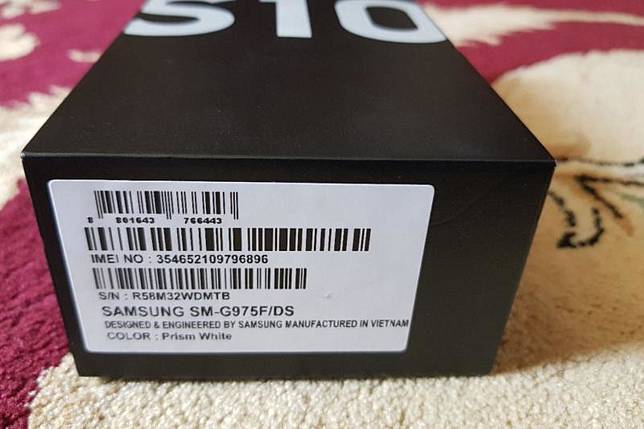 S10
8 801643 766443
IMEI NO : 354652109796896
S/N : R58M32WDMTB
SAMSUNG SM-G975F/DS
DESIGNED & ENGINEERED BY SAMSUNG MANUFACTURED IN VIETNAM
COLOR : Prism White